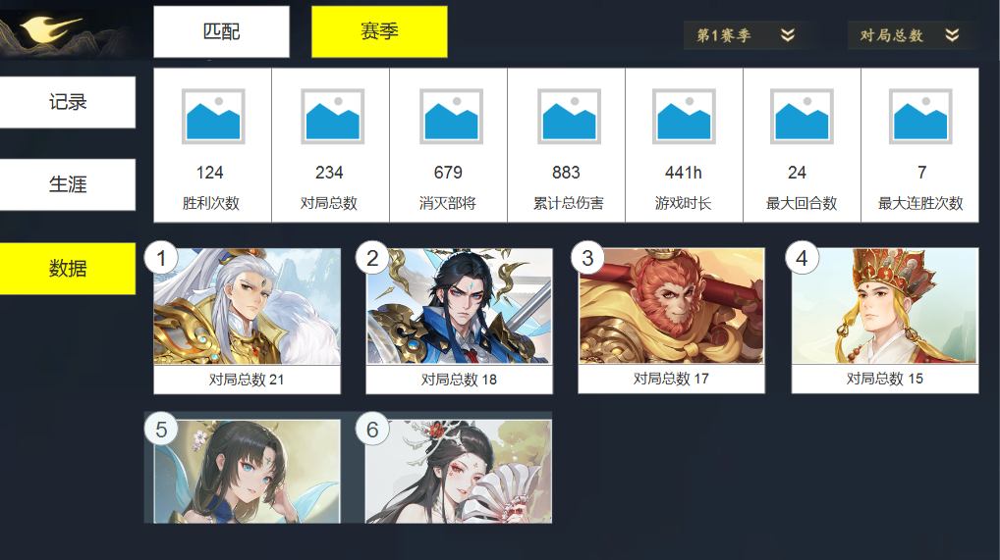 匹配
赛季
第1赛季
对局总数
记录
生涯
数据
124
234
679
883
441h
24
7
胜利次数
对局总数
消灭部将
累计总伤害
游戏时长
最大回合数
最大连胜次数
1
2
3
4
对局总数 21
对局总数 18
对局总数 17
对局总数 15
5
6